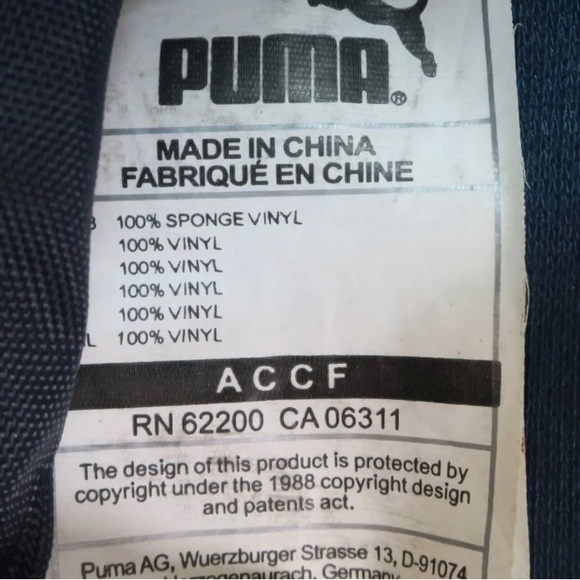 PUMA®
MADE IN CHINA
FABRIQUÉ EN CHINE
100% SPONGE VINYL
100% VINYL
100% VINYL
100% VINYL
100% VINYL
L 100% VINYL
ACCF
RN 62200 CA 06311
The design of this product is protected by
copyright under the 1988 copyright design
and patents act.
Puma AG, Wuerzburger Strasse 13, D-91074
Herzogenaurach, Germany